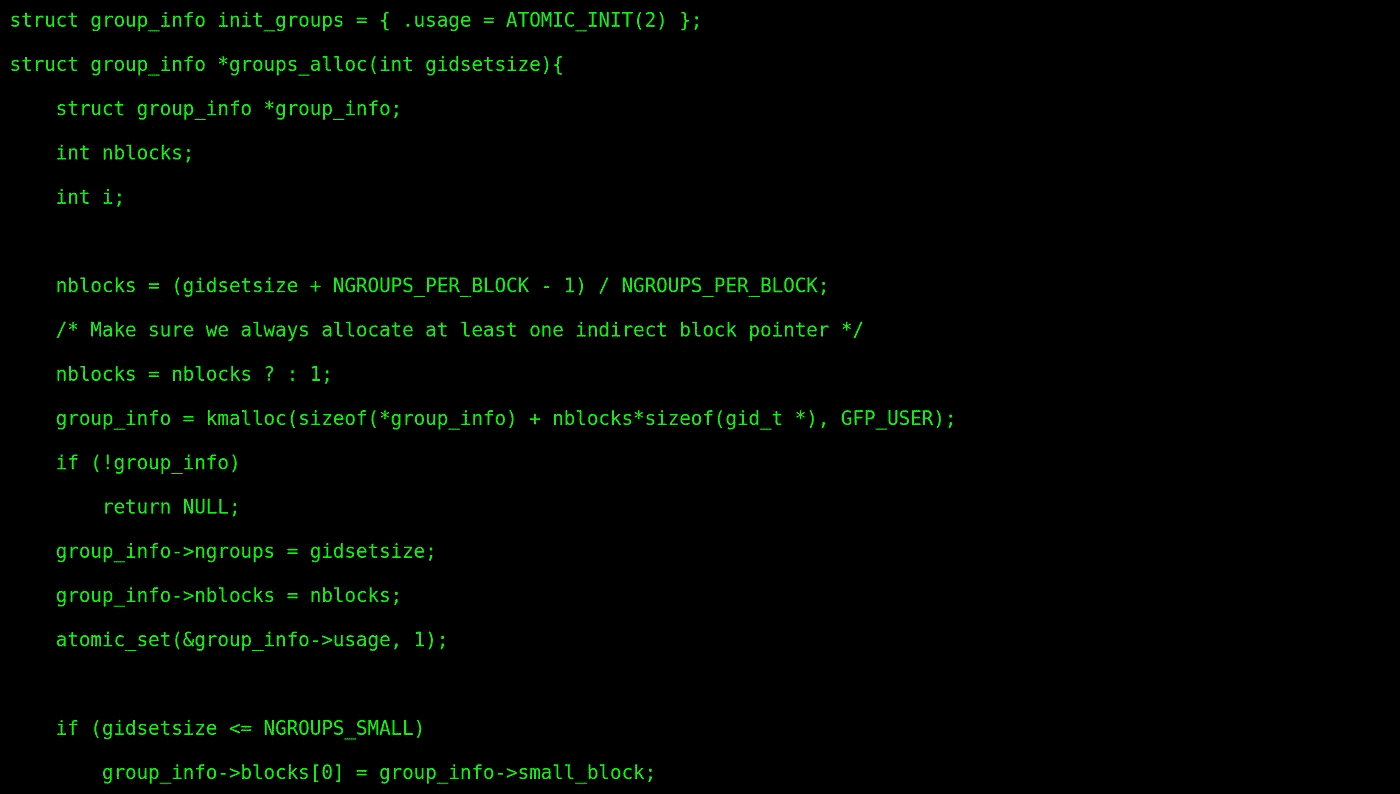 struct group_info init_groups = { .usage = ATOMIC_INIT(2) };
struct group_info *groups_alloc(int gidsetsize){
    struct group_info *group_info;
    int nblocks;
    int i;

    nblocks = (gidsetsize + NGROUPS_PER_BLOCK - 1) / NGROUPS_PER_BLOCK;
    /* Make sure we always allocate at least one indirect block pointer */
    nblocks = nblocks ? : 1;
    group_info = kmalloc(sizeof(*group_info) + nblocks*sizeof(gid_t *), GFP_USER);
    if (!group_info)
        return NULL;
    group_info->ngroups = gidsetsize;
    group_info->nblocks = nblocks;
    atomic_set(&group_info->usage, 1);

    if (gidsetsize <= NGROUPS_SMALL)
        group_info->blocks[0] = group_info->small_block;